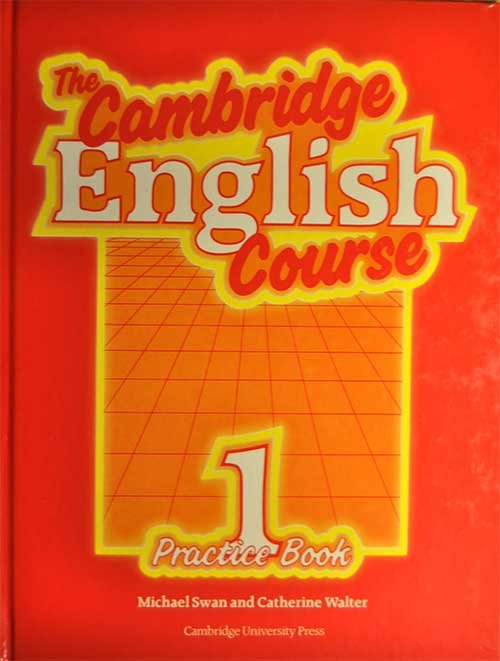 The
Cambridge
English
Course
1
Practice Book
Michael Swan and Catherine Walter
Cambridge University Press